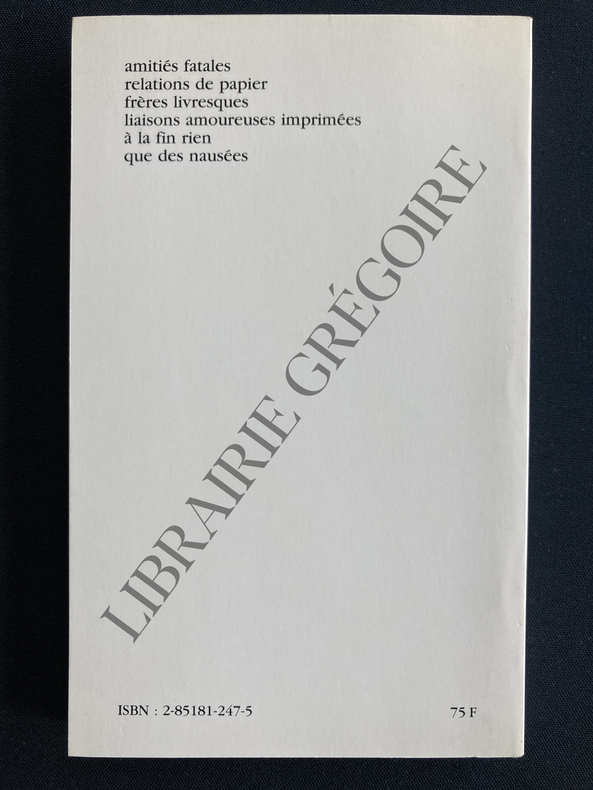 amitiés fatales
relations de papier
frères livresques
liaisons amoureuses imprimées
à la fin rien
que des nausées
LIBRAIRIE GRÉGOIRE
ISBN : 2-85181-247-5
75 F